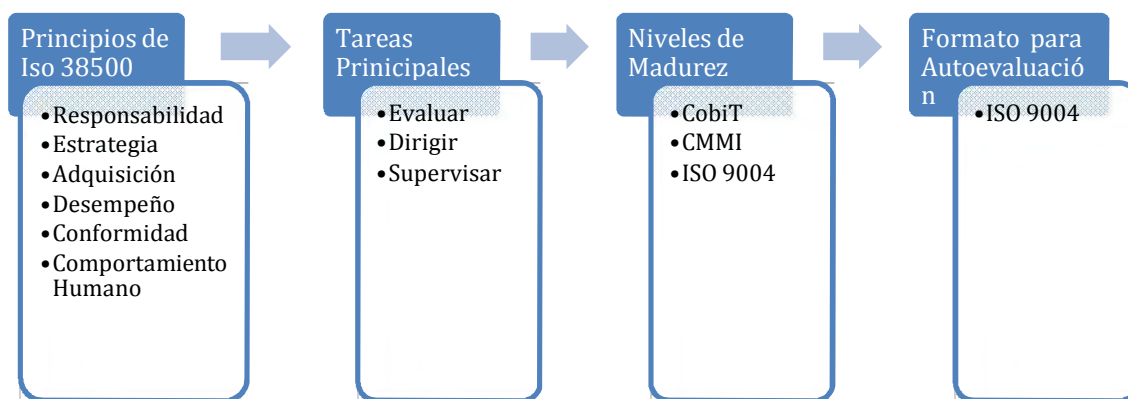 Principios de
Iso 38500
•Responsabilidad
•Estrategia
•Adquisición
•Desempeño
•Conformidad
•Comportamiento
Humano
Tareas
Prinicipales
•Evaluar
•Dirigir
•Supervisar
Niveles de
Madurez
•CobiT
•CMMI
•ISO 9004
Formato para
Autoevaluació
n
•ISO 9004